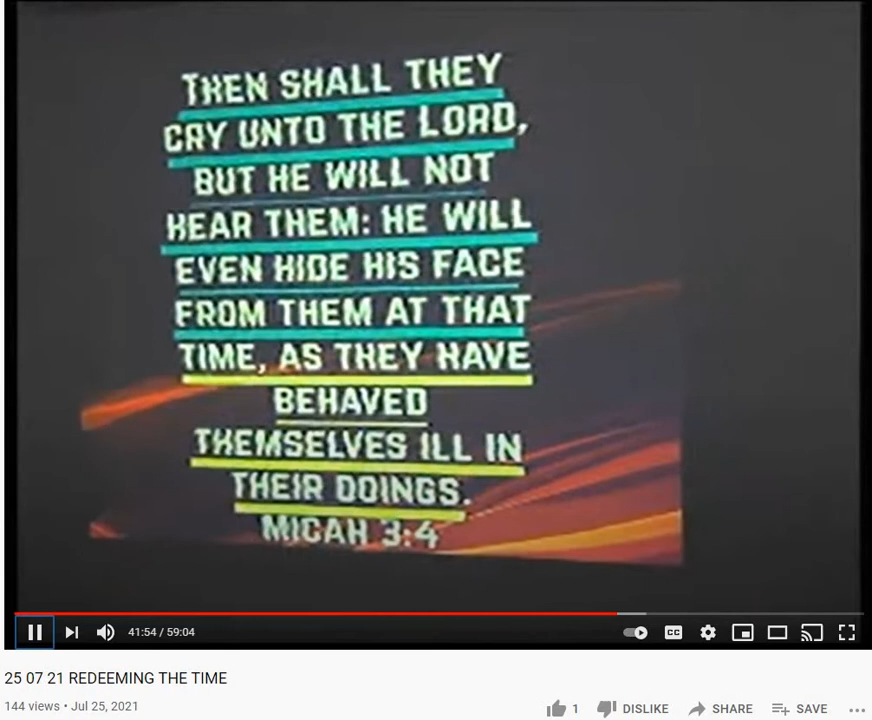 THEN SHALL THEY
CRY UNTO THE LORD,
BUT HE WILL NOT
HEAR THEM: HE WILL
EVEN HIDE HIS FACE
FROM THEM AT THAT
TIME, AS THEY HAVE
BEHAVED
THEMSELVES ILL IN
THEIR DOINGS.
MICAH 3:4
41:54 / 59:04
CC
25 07 21 REDEEMING THE TIME
144 views • Jul 25, 2021
1 DISLIKE SHARE SAVE